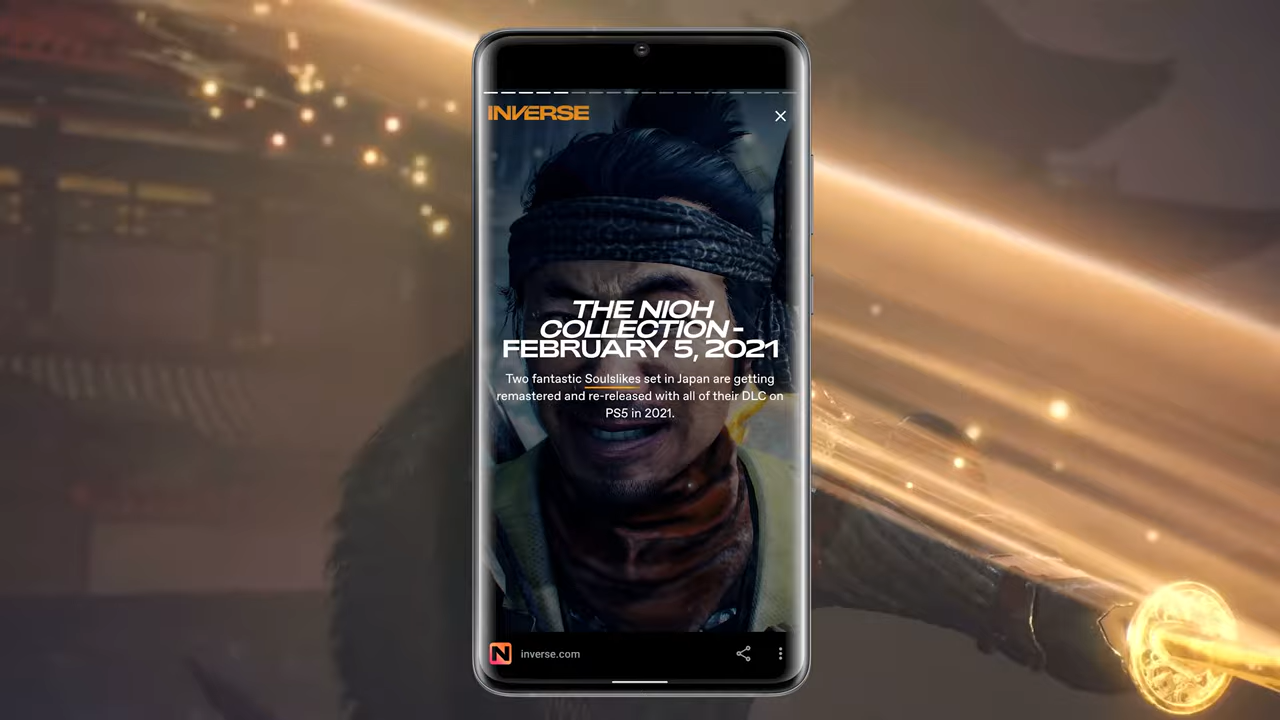 INVERSE
THE NIOH
COLLECTION -
FEBRUARY 5, 2021
Two fantastic Soulslikes set in Japan are getting
remastered and re-released with all of their DLC on
PS5 in 2021.
N inverse.com